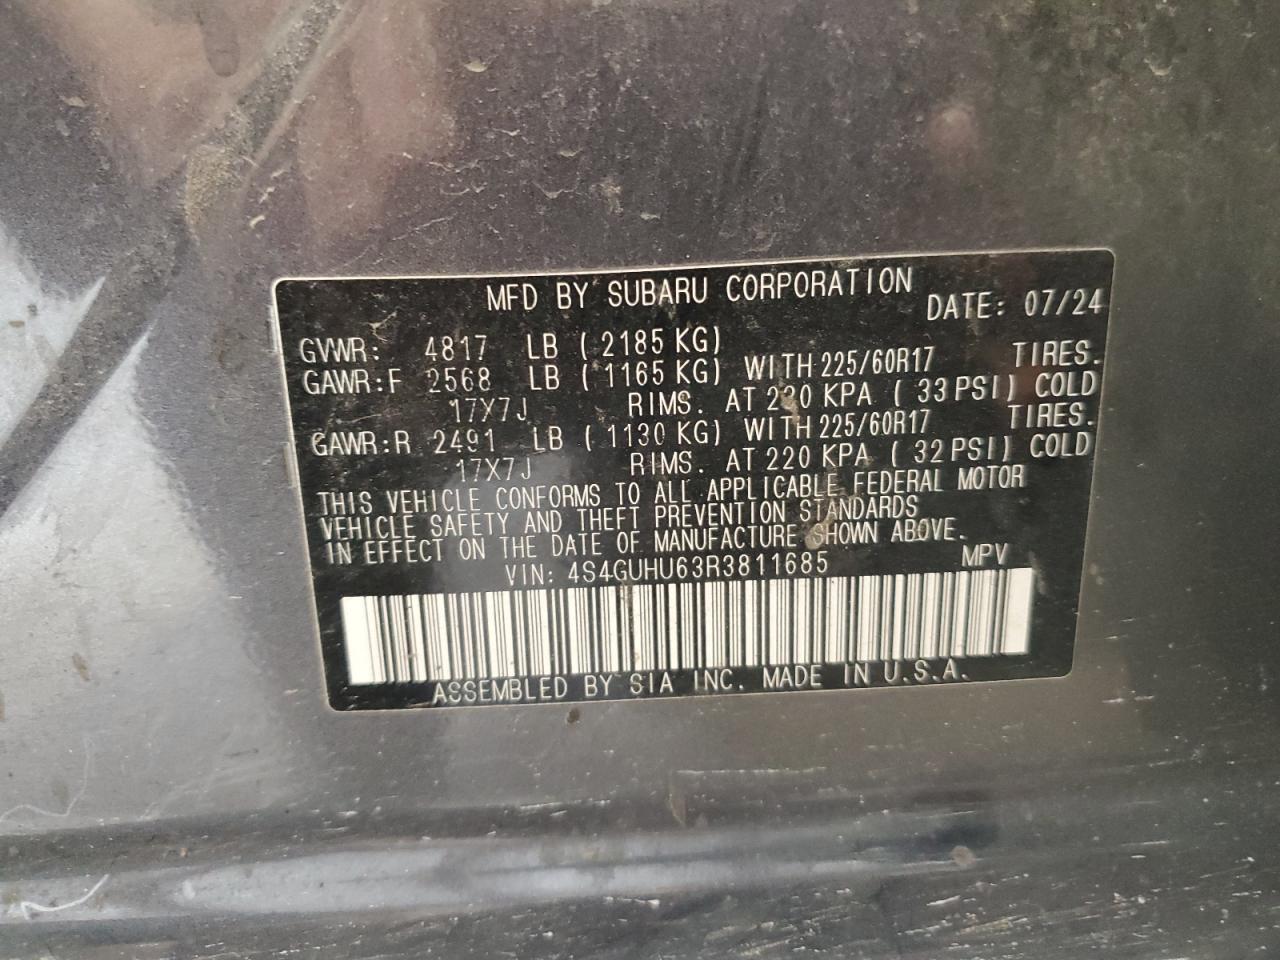 MFD BY SUBARU CORPORATION DATE: 07/24
GVWR: 4817 LB ( 2185 KG)
GAWR:F 2568 LB ( 1165 KG) WITH 225/60R17 TIRES.
17X7J RIMS. AT 230 KPA ( 33 PSI) COLD
GAWR:R 2491 LB ( 1130 KG) WITH 225/60R17 TIRES.
17X7J RIMS. AT 220 KPA ( 32 PSI) COLD
THIS VEHICLE CONFORMS TO ALL APPLICABLE FEDERAL MOTOR
VEHICLE SAFETY AND THEFT PREVENTION STANDARDS
IN EFFECT ON THE DATE OF MANUFACTURE SHOWN ABOVE.
VIN: 4S4GUHU63R3811685 MPV
ASSEMBLED BY SIA INC. MADE IN U.S.A.